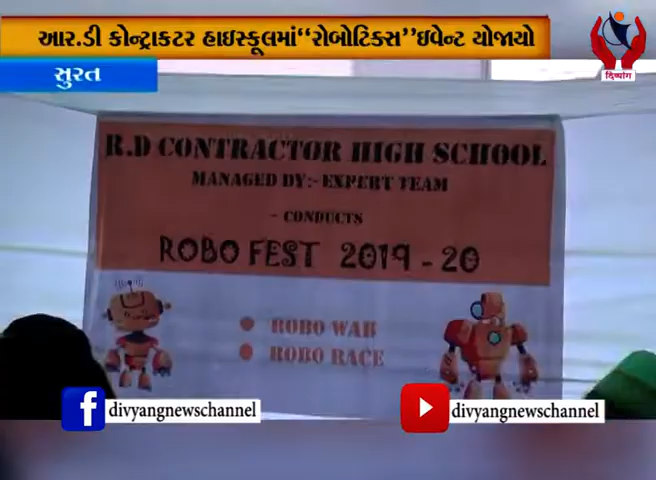 આર.ડી કોન્ટ્રાકટર હાઇસ્કૂલમાં“રોબોટિક્સ”ઇવેન્ટ યોજાયો
સુરત
दिव्यांग
R.D CONTRACTOR HIGH SCHOOL
MANAGED BY:- EXPERT TEAM
- CONDUCTS
ROBO FEST 2019 - 20
ROBO WAR
ROBO RACE
divyangnewschannel
divyangnewschannel